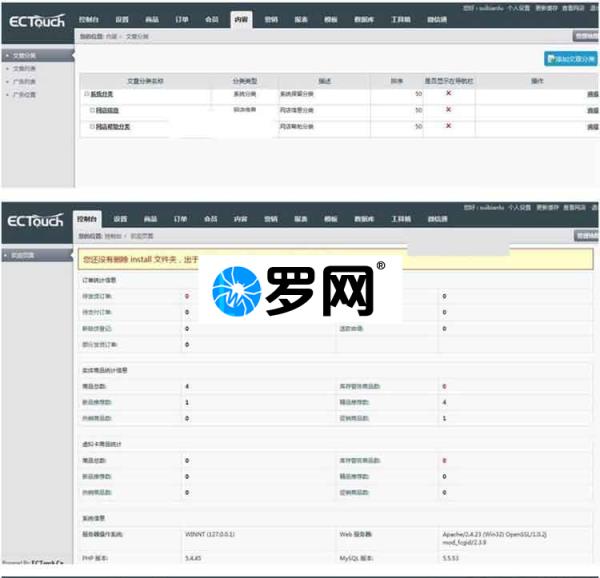 您好：suibianlu 个人设置 更新缓存 查看网店
ECTouch 控制台 设置 商品 订单 会员 内容 营销 报表 模板 数据库 工具箱 微信通
您的位置: 内容 › 文章分类
文章分类
添加文章分类
文章列表
广告列表
广告位置
文章分类名称 分类类型 描述 排序 是否显示在导航栏 操作
系统分类 系统分类 系统保留分类 50
网店信息 网店信息 网店信息分类 50
网店帮助分类 网店帮助分类 50
您好：suibianlu 个人设置 更新缓存 查看网店
ECTouch 控制台 设置 商品 订单 会员 内容 营销 报表 模板 数据库 工具箱 微信通
您的位置: 控制台 › 欢迎页面
欢迎页面
您还没有删除 install 文件夹，出于
罗网®
订单统计信息
待发货订单: 0 0
待支付订单: 0 0
新缺货登记: 0 退款申请: 0
部分发货订单: 0
实体商品统计信息
商品总数: 4 库存警告商品数: 0
新品推荐数: 1 精品推荐数: 4
热销商品数: 0 促销商品数: 1
虚拟卡商品统计
商品总数: 0 库存警告商品数: 0
新品推荐数: 0 精品推荐数: 0
热销商品数: 0 促销商品数: 0
系统信息
服务器操作系统: WINNT (127.0.0.1) Web 服务器: Apache/2.4.23 (Win32) OpenSSL/1.0.2j mod_fcgid/2.3.9
PHP 版本: 5.4.45 MySQL 版本: 5.5.53